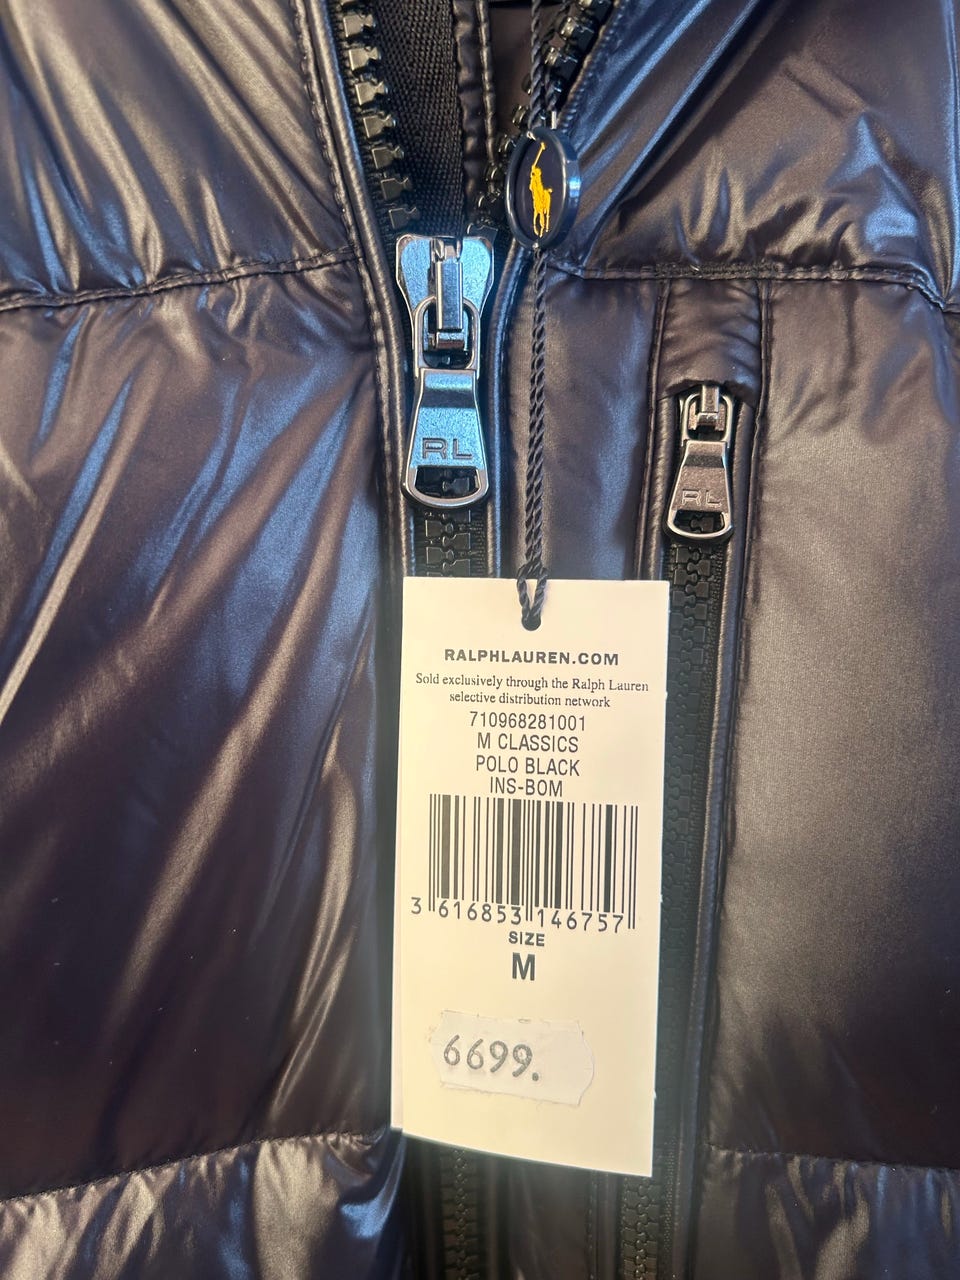 RL
RL
RALPHLAUREN.COM
Sold exclusively through the Ralph Lauren
selective distribution network
710968281001
M CLASSICS
POLO BLACK
INS-BOM
3 616853 146757
SIZE
M
6699.